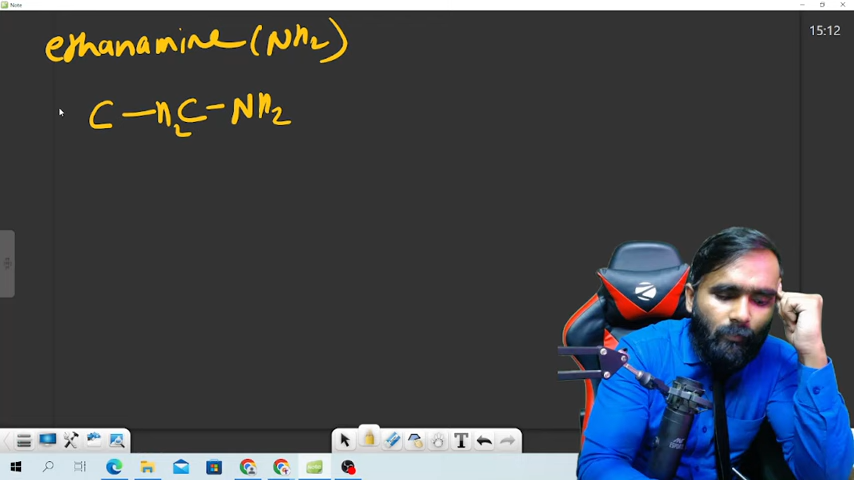 Note
15:12
ethanamine (NH₂)
C — H₂C – NH₂